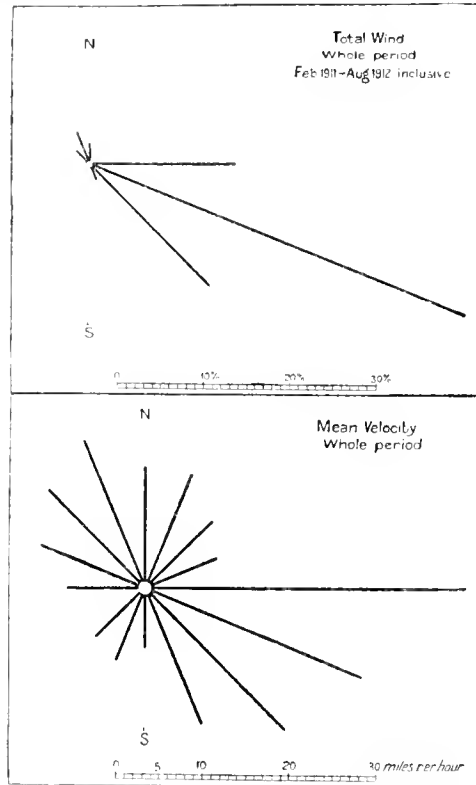 N
Total Wind
Whole period
Feb 1911-Aug 1912 inclusive
S
0 10% 20% 30%
N
Mean Velocity
Whole period
S
0 5 10 20 30 miles per hour